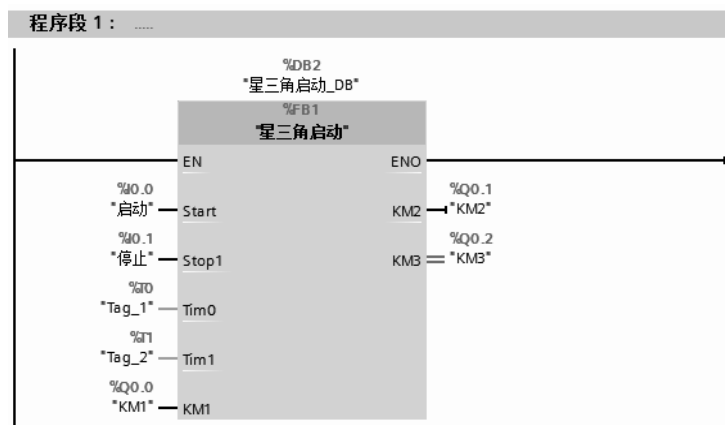 程序段 1： .....
%DB2
"星三角启动_DB"
%FB1
"星三角启动"
EN ENO
%I0.0 %Q0.1
"启动" Start KM2 "KM2"
%I0.1 %Q0.2
"停止" Stop1 KM3 "KM3"
%T0
"Tag_1" Tim0
%T1
"Tag_2" Tim1
%Q0.0
"KM1" KM1